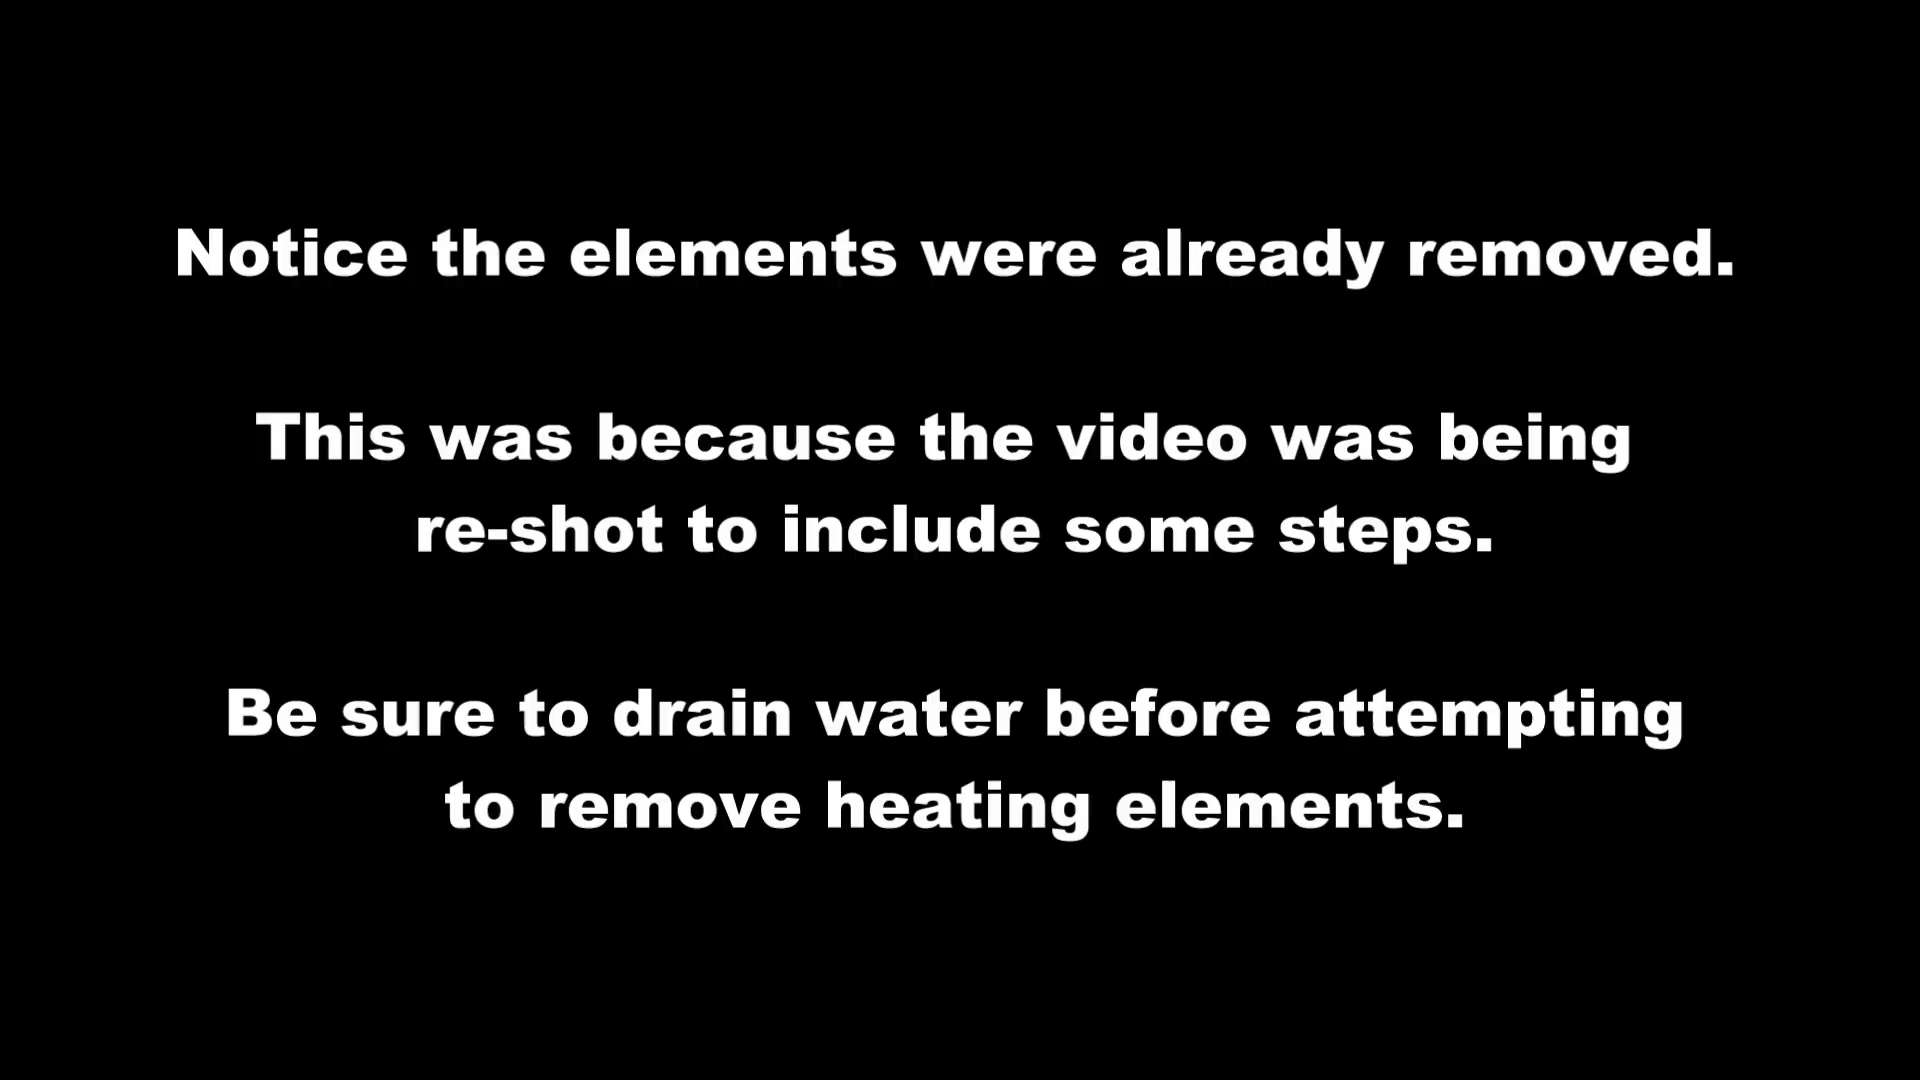 Notice the elements were already removed.
This was because the video was being
re-shot to include some steps.
Be sure to drain water before attempting
to remove heating elements.